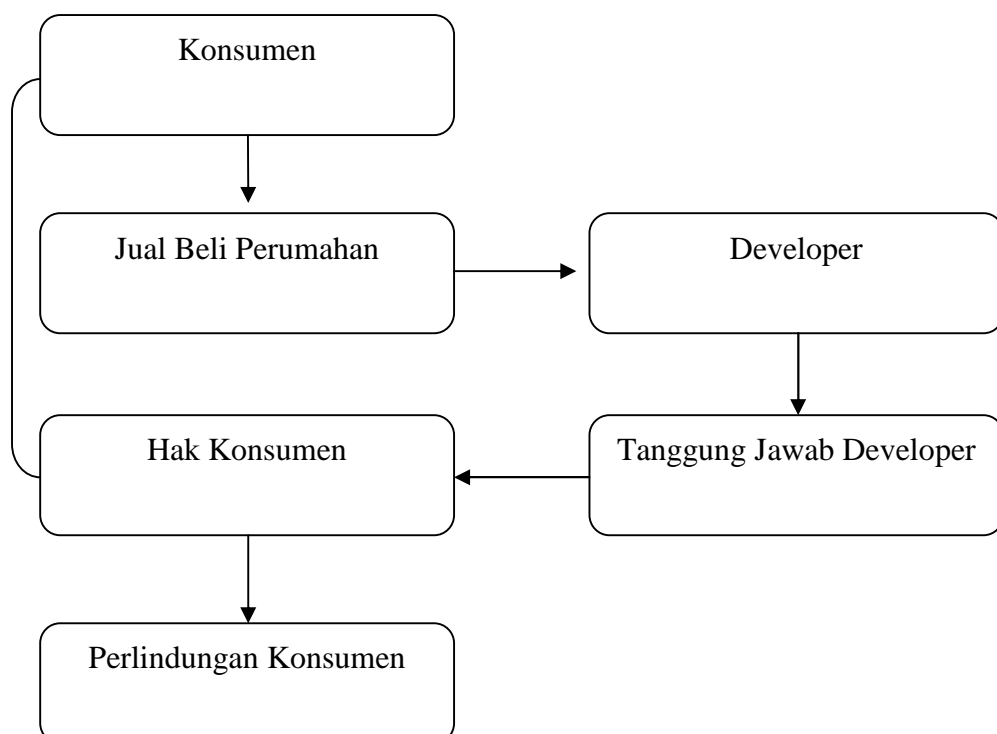 Konsumen
Jual Beli Perumahan
Developer
Hak Konsumen
Tanggung Jawab Developer
Perlindungan Konsumen